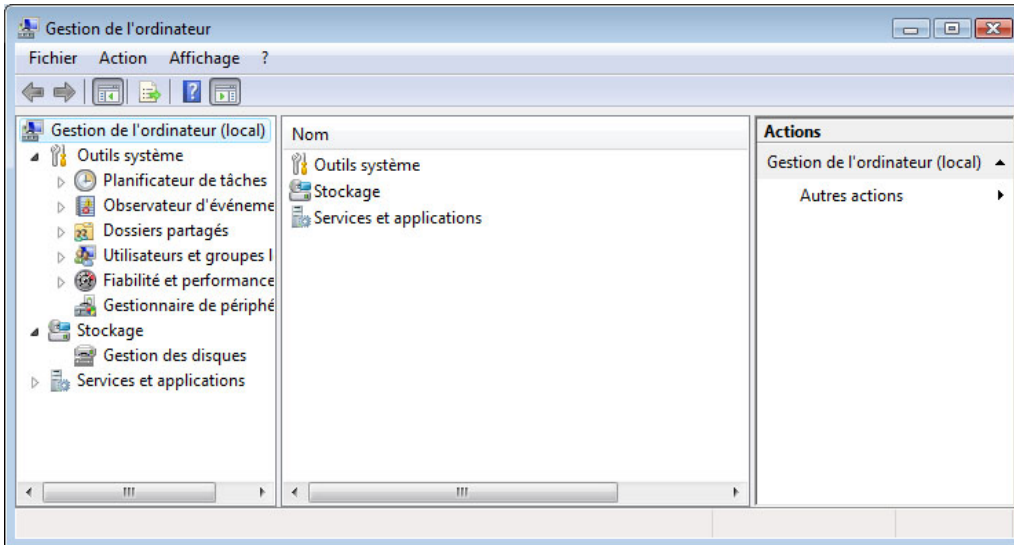 Gestion de l'ordinateur
Fichier Action Affichage ?
Gestion de l'ordinateur (local)
Outils système
Planificateur de tâches
Observateur d'événeme
Dossiers partagés
Utilisateurs et groupes l
Fiabilité et performance
Gestionnaire de périphé
Stockage
Gestion des disques
Services et applications
Nom
Outils système
Stockage
Services et applications
Actions
Gestion de l'ordinateur (local)
Autres actions